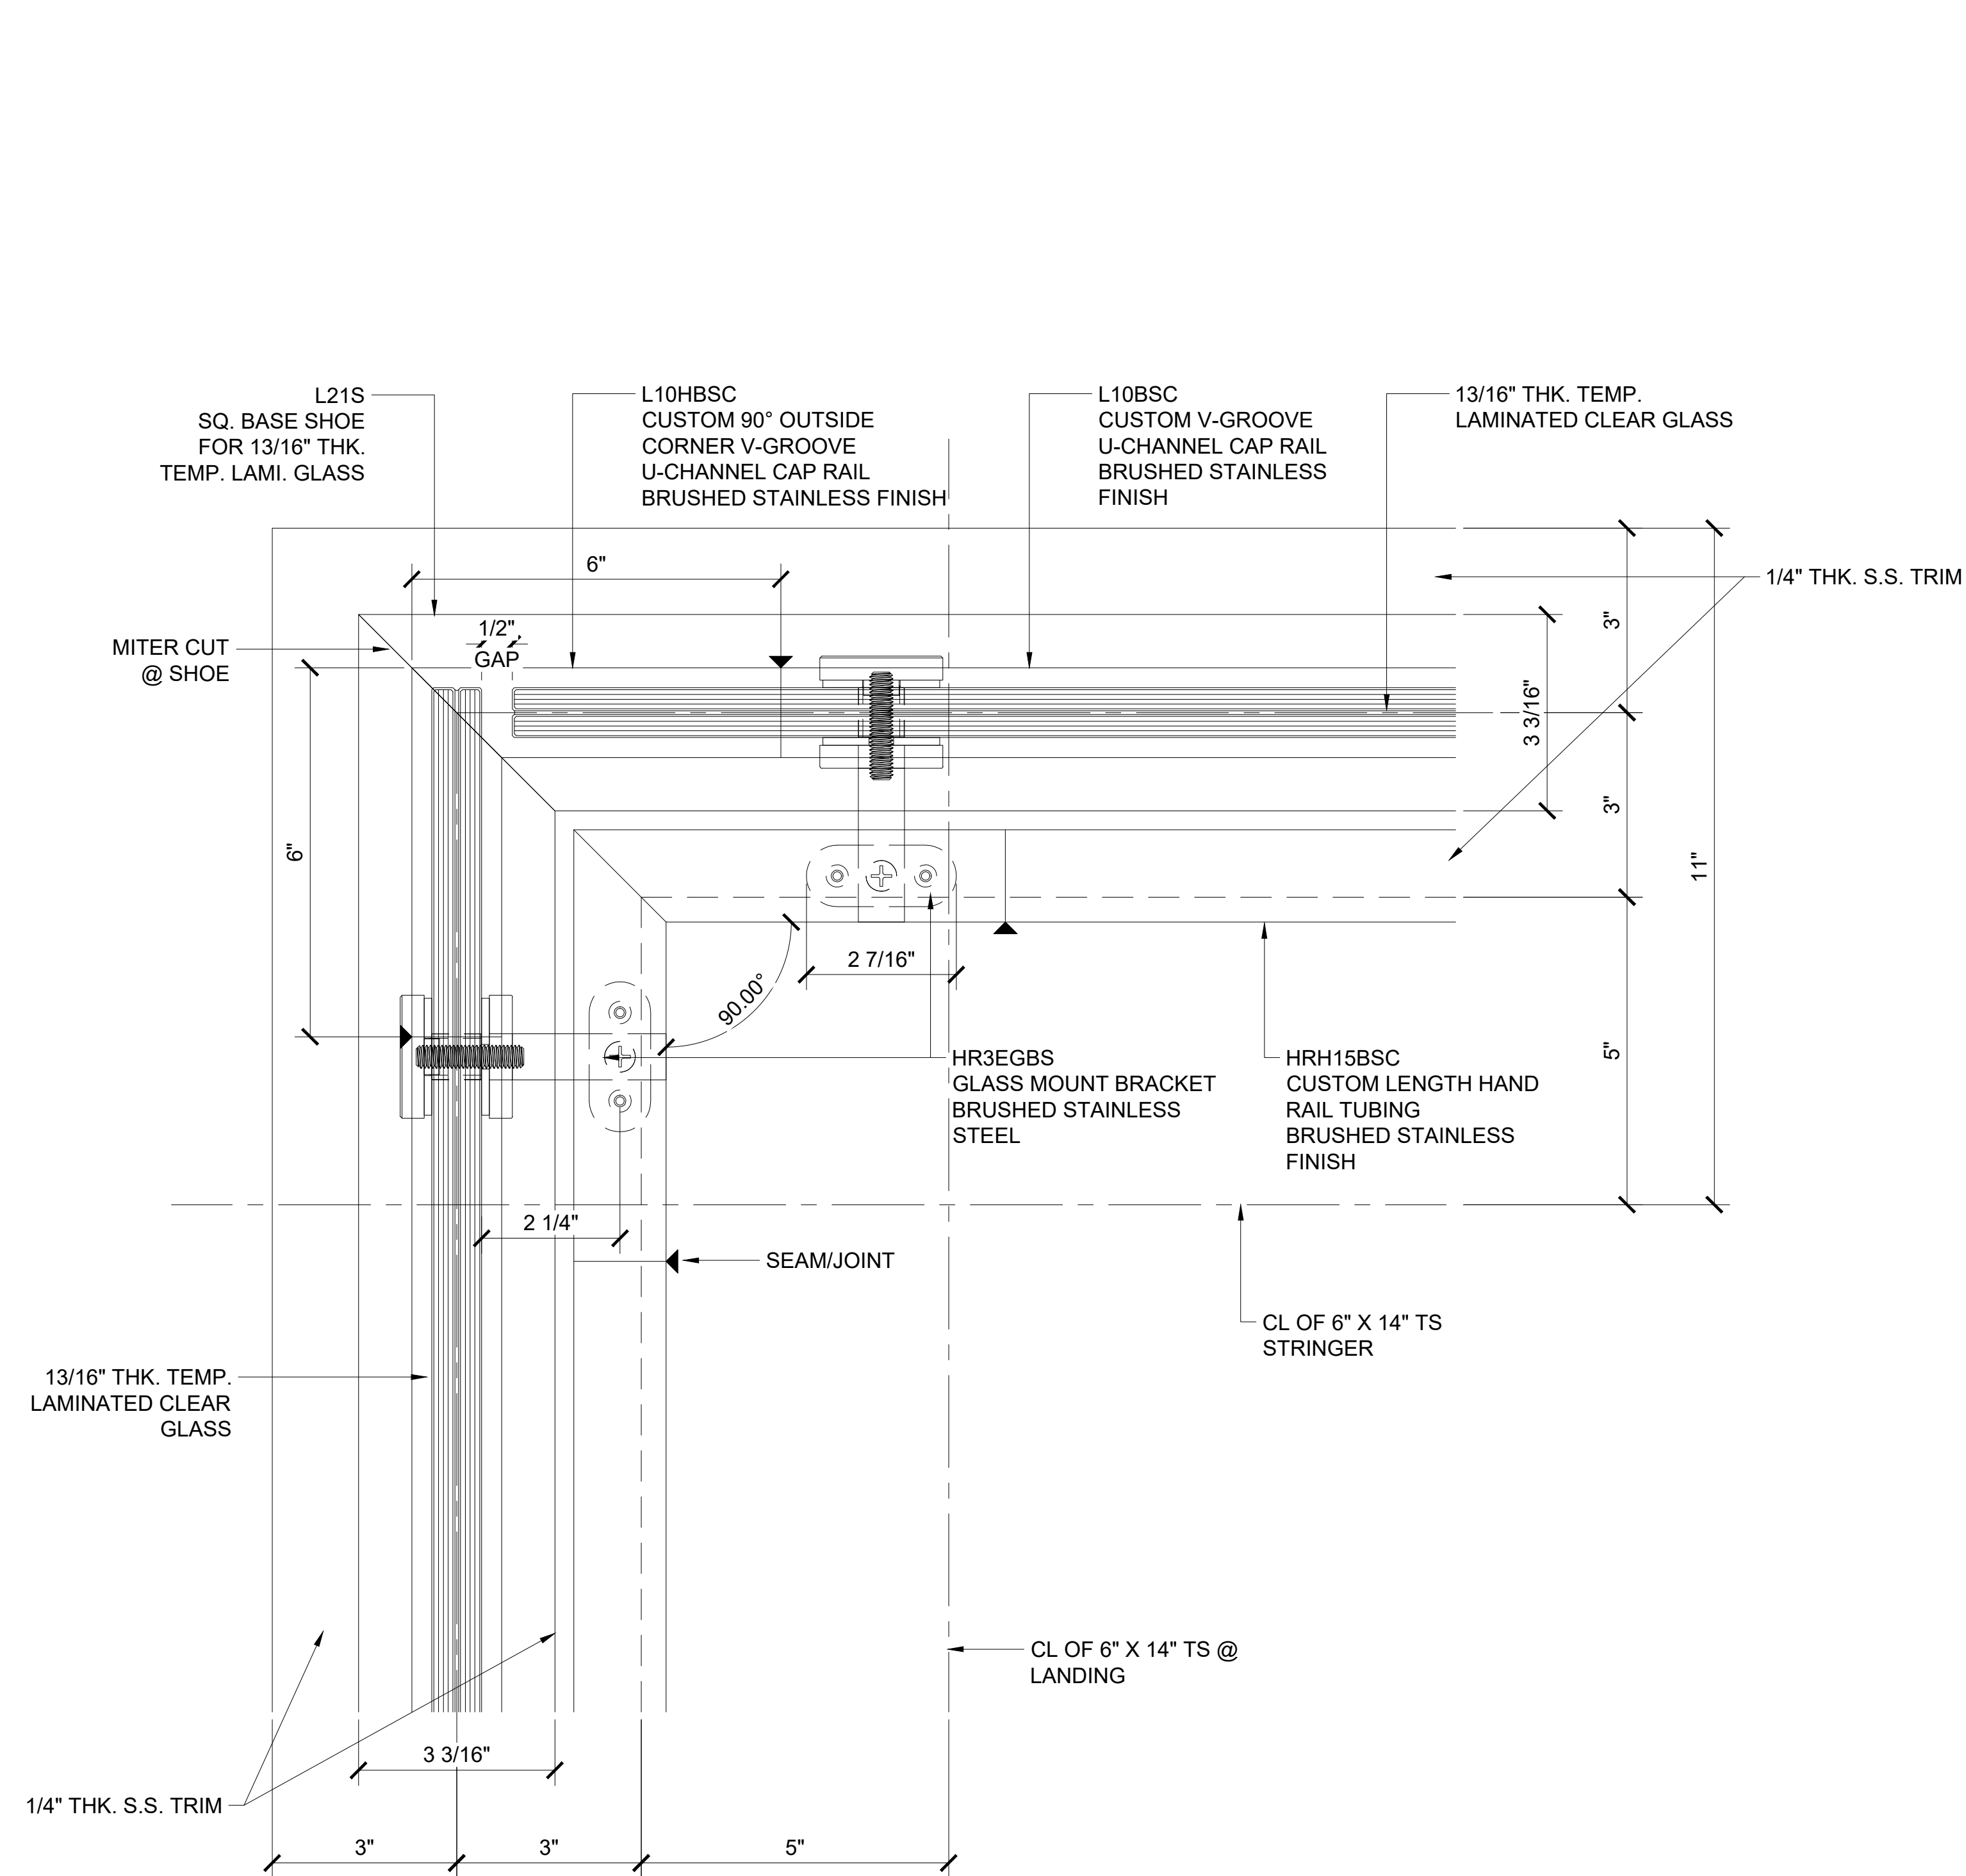 L21S
SQ. BASE SHOE
FOR 13/16" THK.
TEMP. LAMI. GLASS
L10HBSC
CUSTOM 90° OUTSIDE
CORNER V-GROOVE
U-CHANNEL CAP RAIL
BRUSHED STAINLESS FINISH
L10BSC
CUSTOM V-GROOVE
U-CHANNEL CAP RAIL
BRUSHED STAINLESS
FINISH
13/16" THK. TEMP.
LAMINATED CLEAR GLASS
6"
1/4" THK. S.S. TRIM
3"
1/2"
GAP
MITER CUT
@ SHOE
3 3/16"
3"
6"
11"
2 7/16"
90.00°
5"
HR3EGBS
GLASS MOUNT BRACKET
BRUSHED STAINLESS
STEEL
HRH15BSC
CUSTOM LENGTH HAND
RAIL TUBING
BRUSHED STAINLESS
FINISH
2 1/4"
SEAM/JOINT
CL OF 6" X 14" TS
STRINGER
13/16" THK. TEMP.
LAMINATED CLEAR
GLASS
CL OF 6" X 14" TS @
LANDING
3 3/16"
1/4" THK. S.S. TRIM
3"
3"
5"